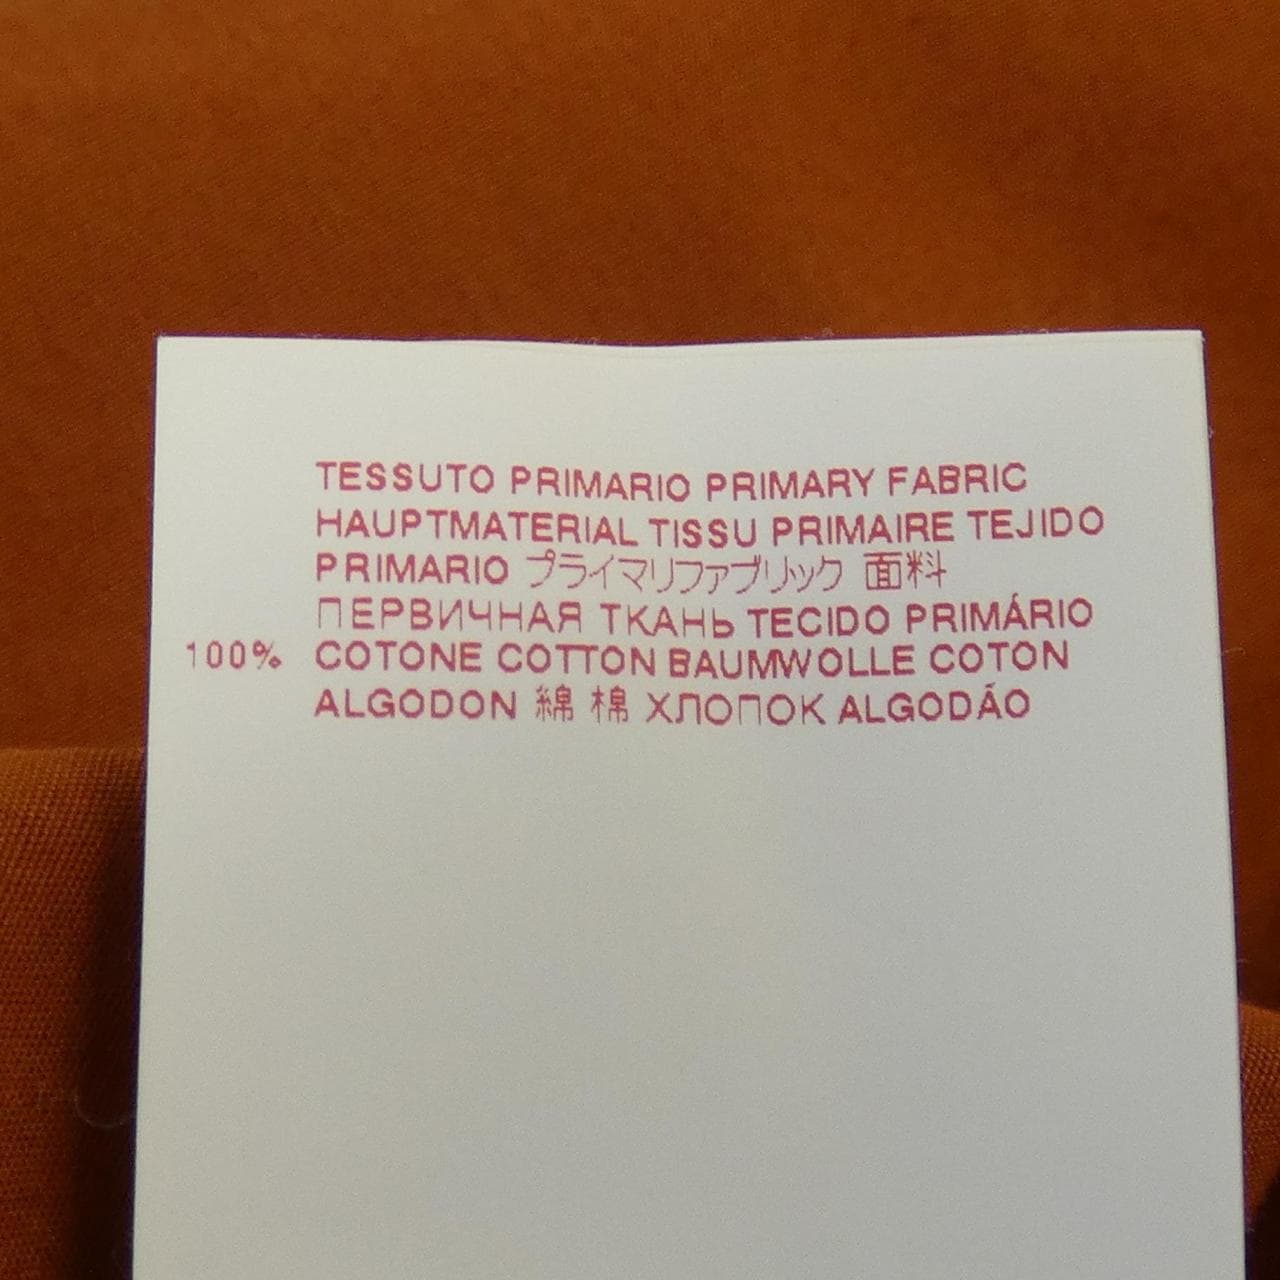 TESSUTO PRIMARIO PRIMARY FABRIC
HAUPTMATERIAL TISSU PRIMAIRE TEJIDO
PRIMARIO プライマリファブリック 面料
ПЕРВИЧНАЯ ТКАНЬ TECIDO PRIMÁRIO
100% COTONE COTTON BAUMWOLLE COTON
ALGODON 綿 棉 ХЛОПОК ALGODÃO